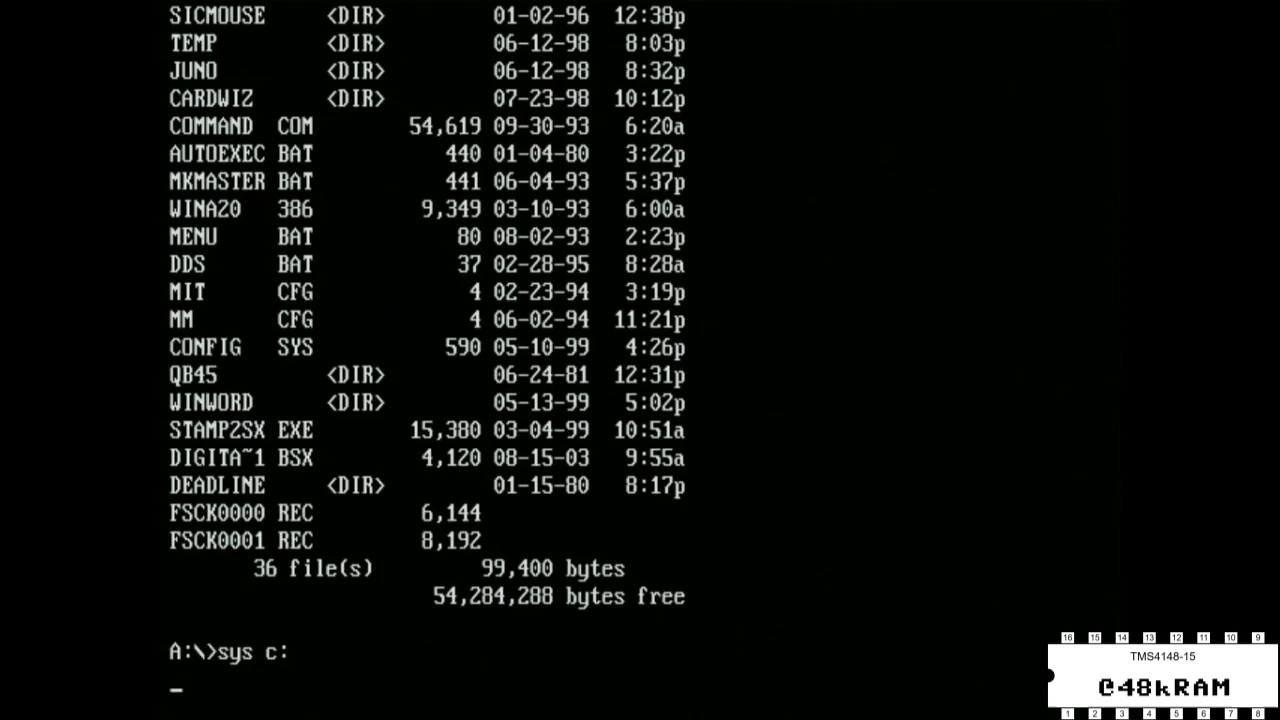 SICMOUSE <DIR> 01-02-96 12:38p
TEMP <DIR> 06-12-98 8:03p
JUNO <DIR> 06-12-98 8:32p
CARDWIZ <DIR> 07-23-98 10:12p
COMMAND COM 54,619 09-30-93 6:20a
AUTOEXEC BAT 440 01-04-80 3:22p
MKMASTER BAT 441 06-04-93 5:37p
WINA20 386 9,349 03-10-93 6:00a
MENU BAT 80 08-02-93 2:23p
DDS BAT 37 02-28-95 8:28a
MIT CFG 4 02-23-94 3:19p
MM CFG 4 06-02-94 11:21p
CONFIG SYS 590 05-10-99 4:26p
QB45 <DIR> 06-24-81 12:31p
WINWORD <DIR> 05-13-99 5:02p
STAMP2SX EXE 15,380 03-04-99 10:51a
DIGITA~1 BSX 4,120 08-15-03 9:55a
DEADLINE <DIR> 01-15-80 8:17p
FSCK0000 REC 6,144
FSCK0001 REC 8,192
36 file(s) 99,400 bytes
54,284,288 bytes free
A:\>sys c:
_
16 15 14 13 12 11 10 9
TMS4148-15
@48kRAM
1 2 3 4 5 6 7 8